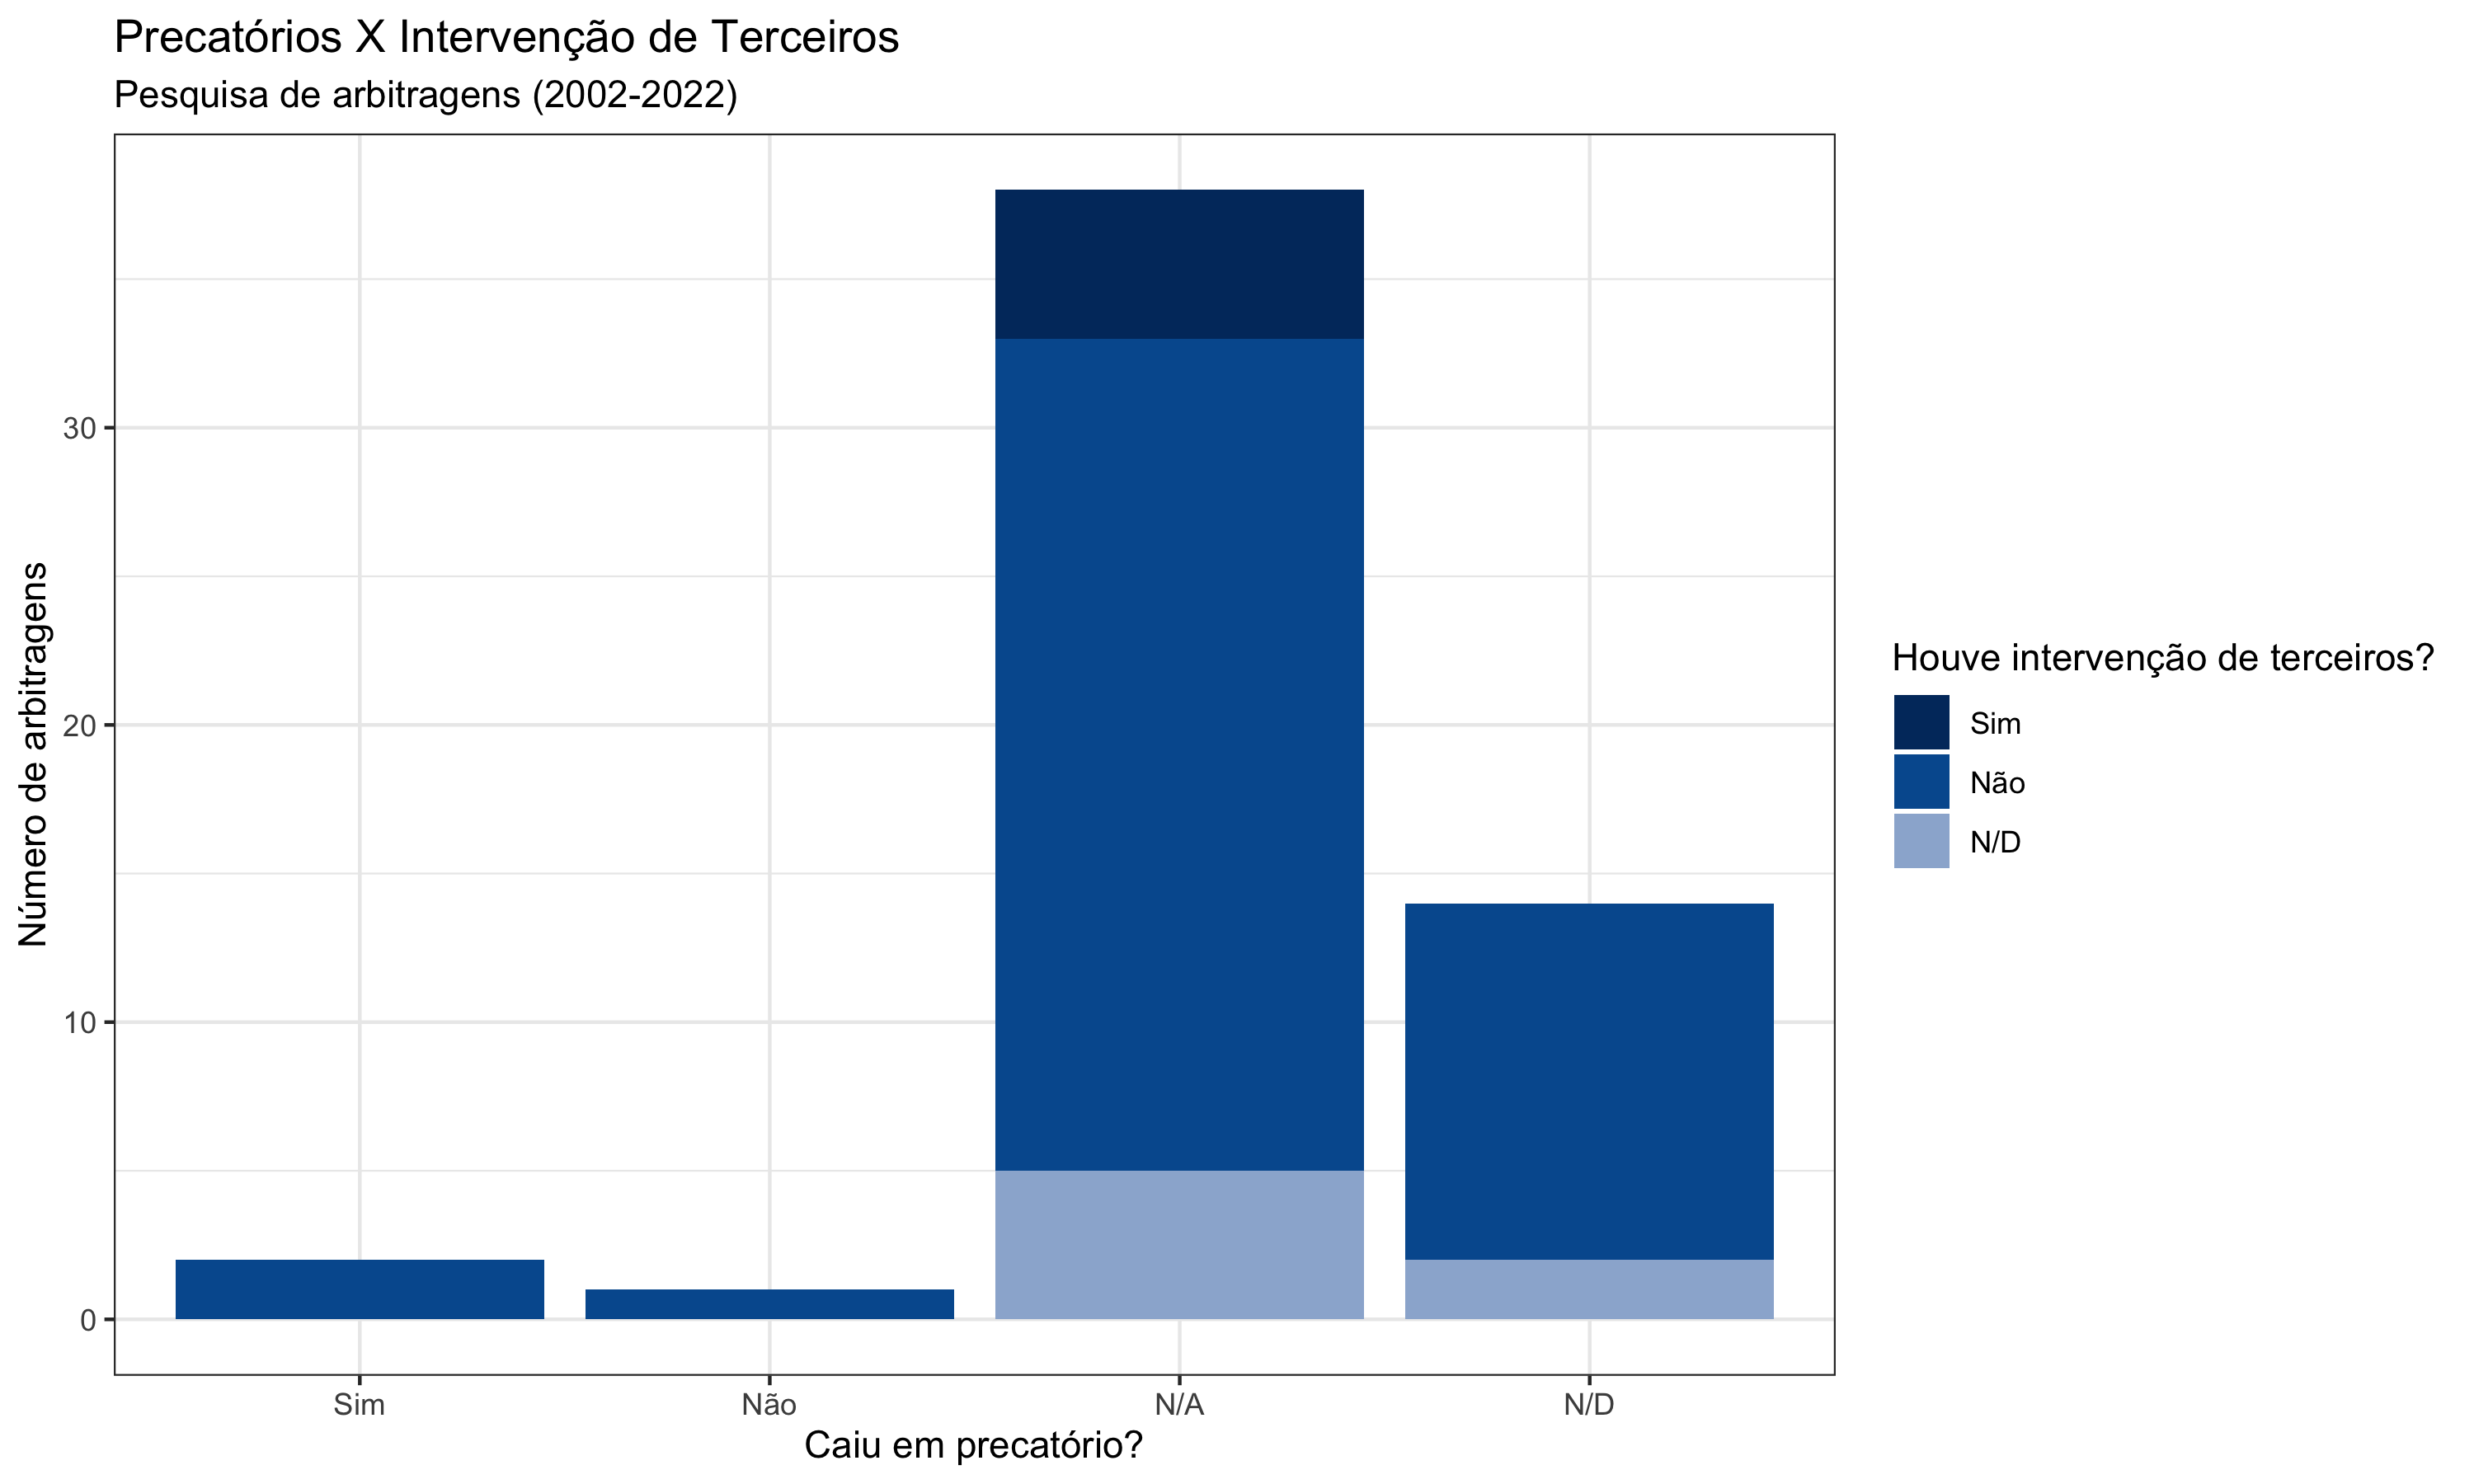 Precatórios X Intervenção de Terceiros
Pesquisa de arbitragens (2002-2022)
Número de arbitragens
30
20
10
0
Sim
Não
N/A
N/D
Caiu em precatório?
Houve intervenção de terceiros?
Sim
Não
N/D